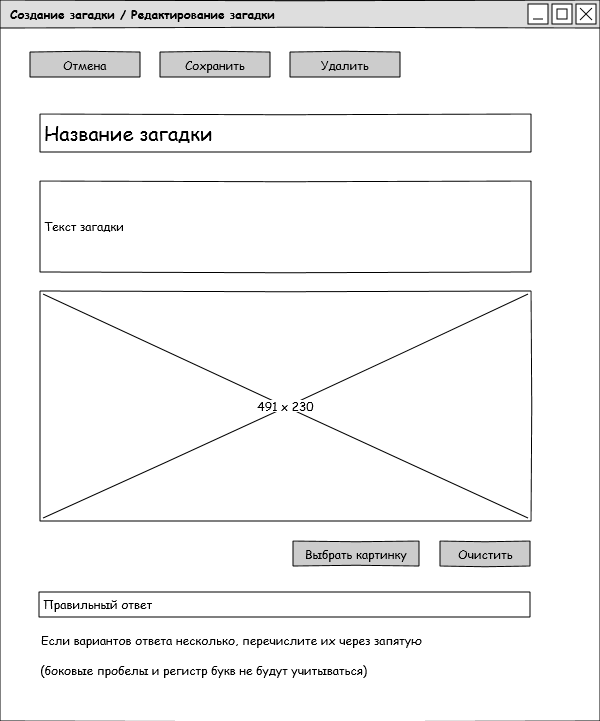 Создание загадки / Редактирование загадки
Отмена
Сохранить
Удалить
Название загадки
Текст загадки
491 x 230
Выбрать картинку
Очистить
Правильный ответ
Если вариантов ответа несколько, перечислите их через запятую
(боковые пробелы и регистр букв не будут учитываться)